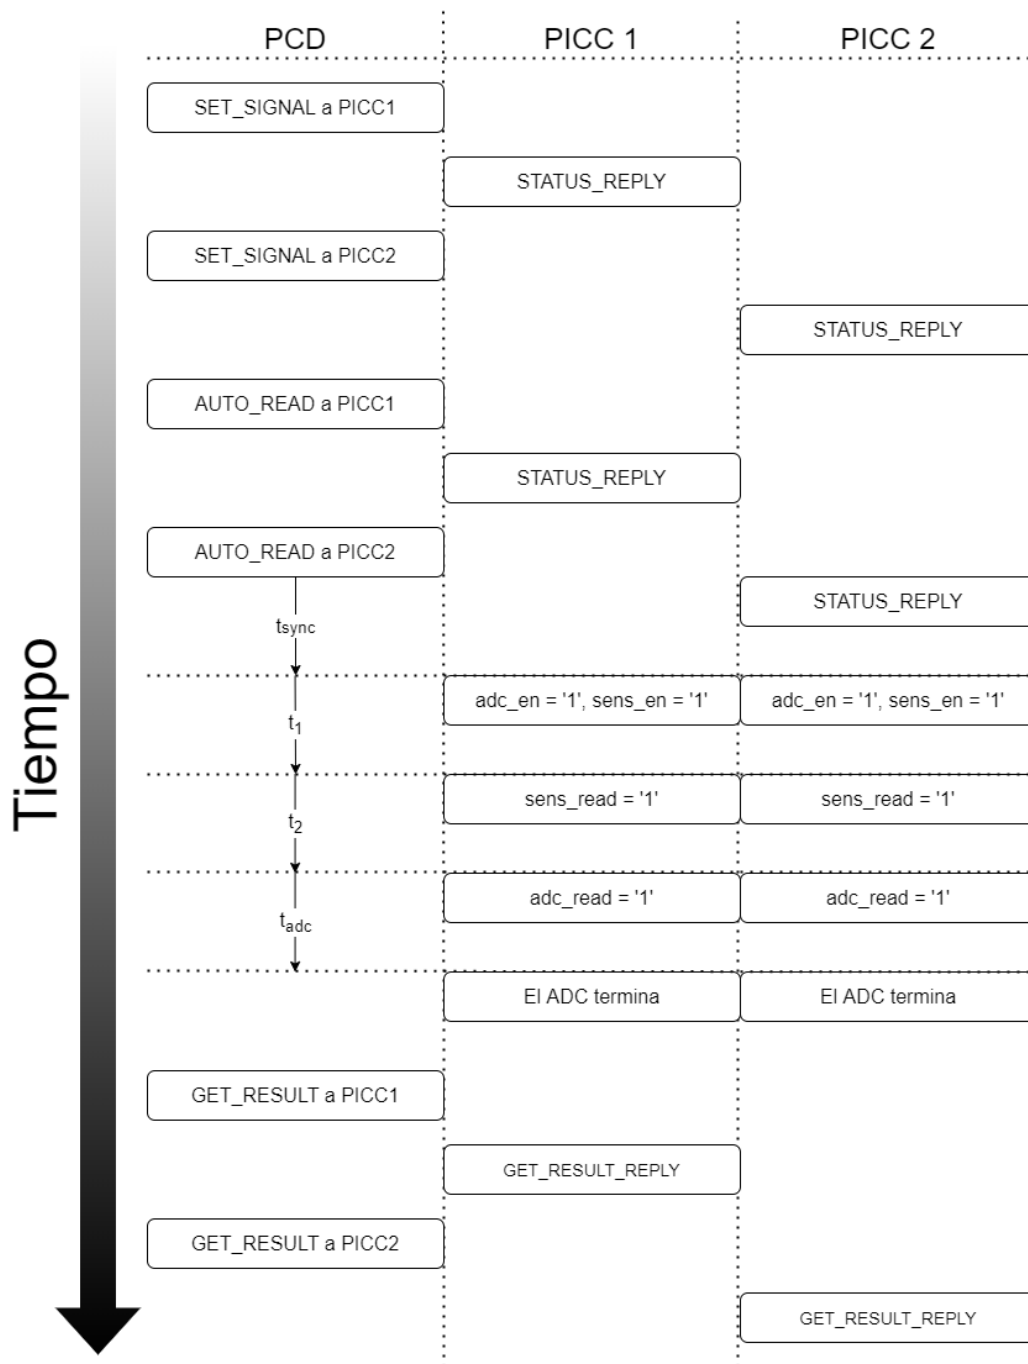 PCD PICC 1 PICC 2
SET_SIGNAL a PICC1
STATUS_REPLY
SET_SIGNAL a PICC2
STATUS_REPLY
AUTO_READ a PICC1
STATUS_REPLY
AUTO_READ a PICC2
STATUS_REPLY
tsync
Tiempo
adc_en = '1', sens_en = '1' adc_en = '1', sens_en = '1'
t1
sens_read = '1' sens_read = '1'
t2
adc_read = '1' adc_read = '1'
tadc
El ADC termina El ADC termina
GET_RESULT a PICC1
GET_RESULT_REPLY
GET_RESULT a PICC2
GET_RESULT_REPLY